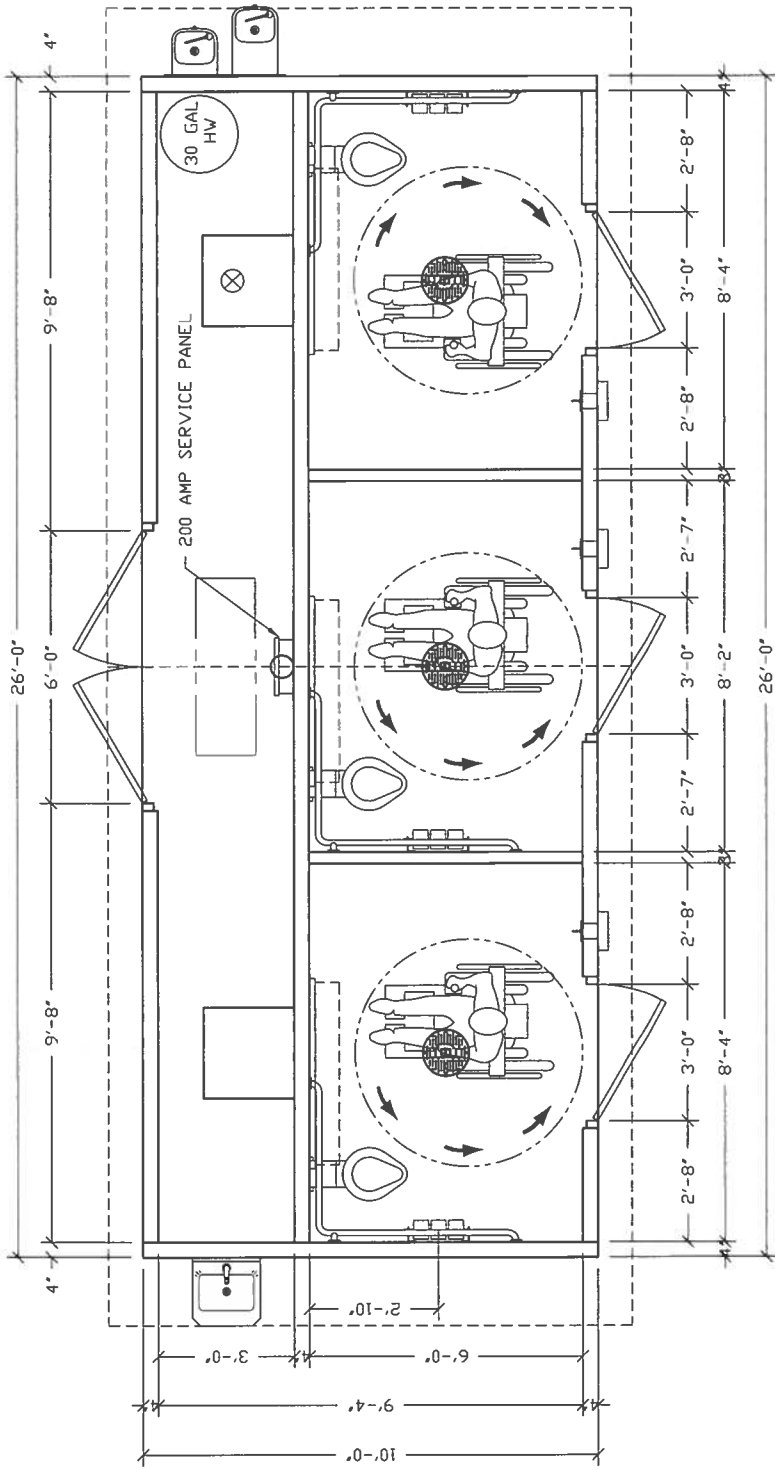 26'-0"
4" 9'-8" 6'-0" 9'-8" 4"
30 GAL
HW
200 AMP SERVICE PANEL
2'-10"
3'-0" 4" 6'-0"
4" 9'-4" 4"
10'-0"
2'-8" 3'-0" 2'-8" 2'-7" 3'-0" 2'-7" 2'-8" 3'-0" 2'-8"
4" 8'-4" 3" 8'-2" 3" 8'-4" 4"
26'-0"